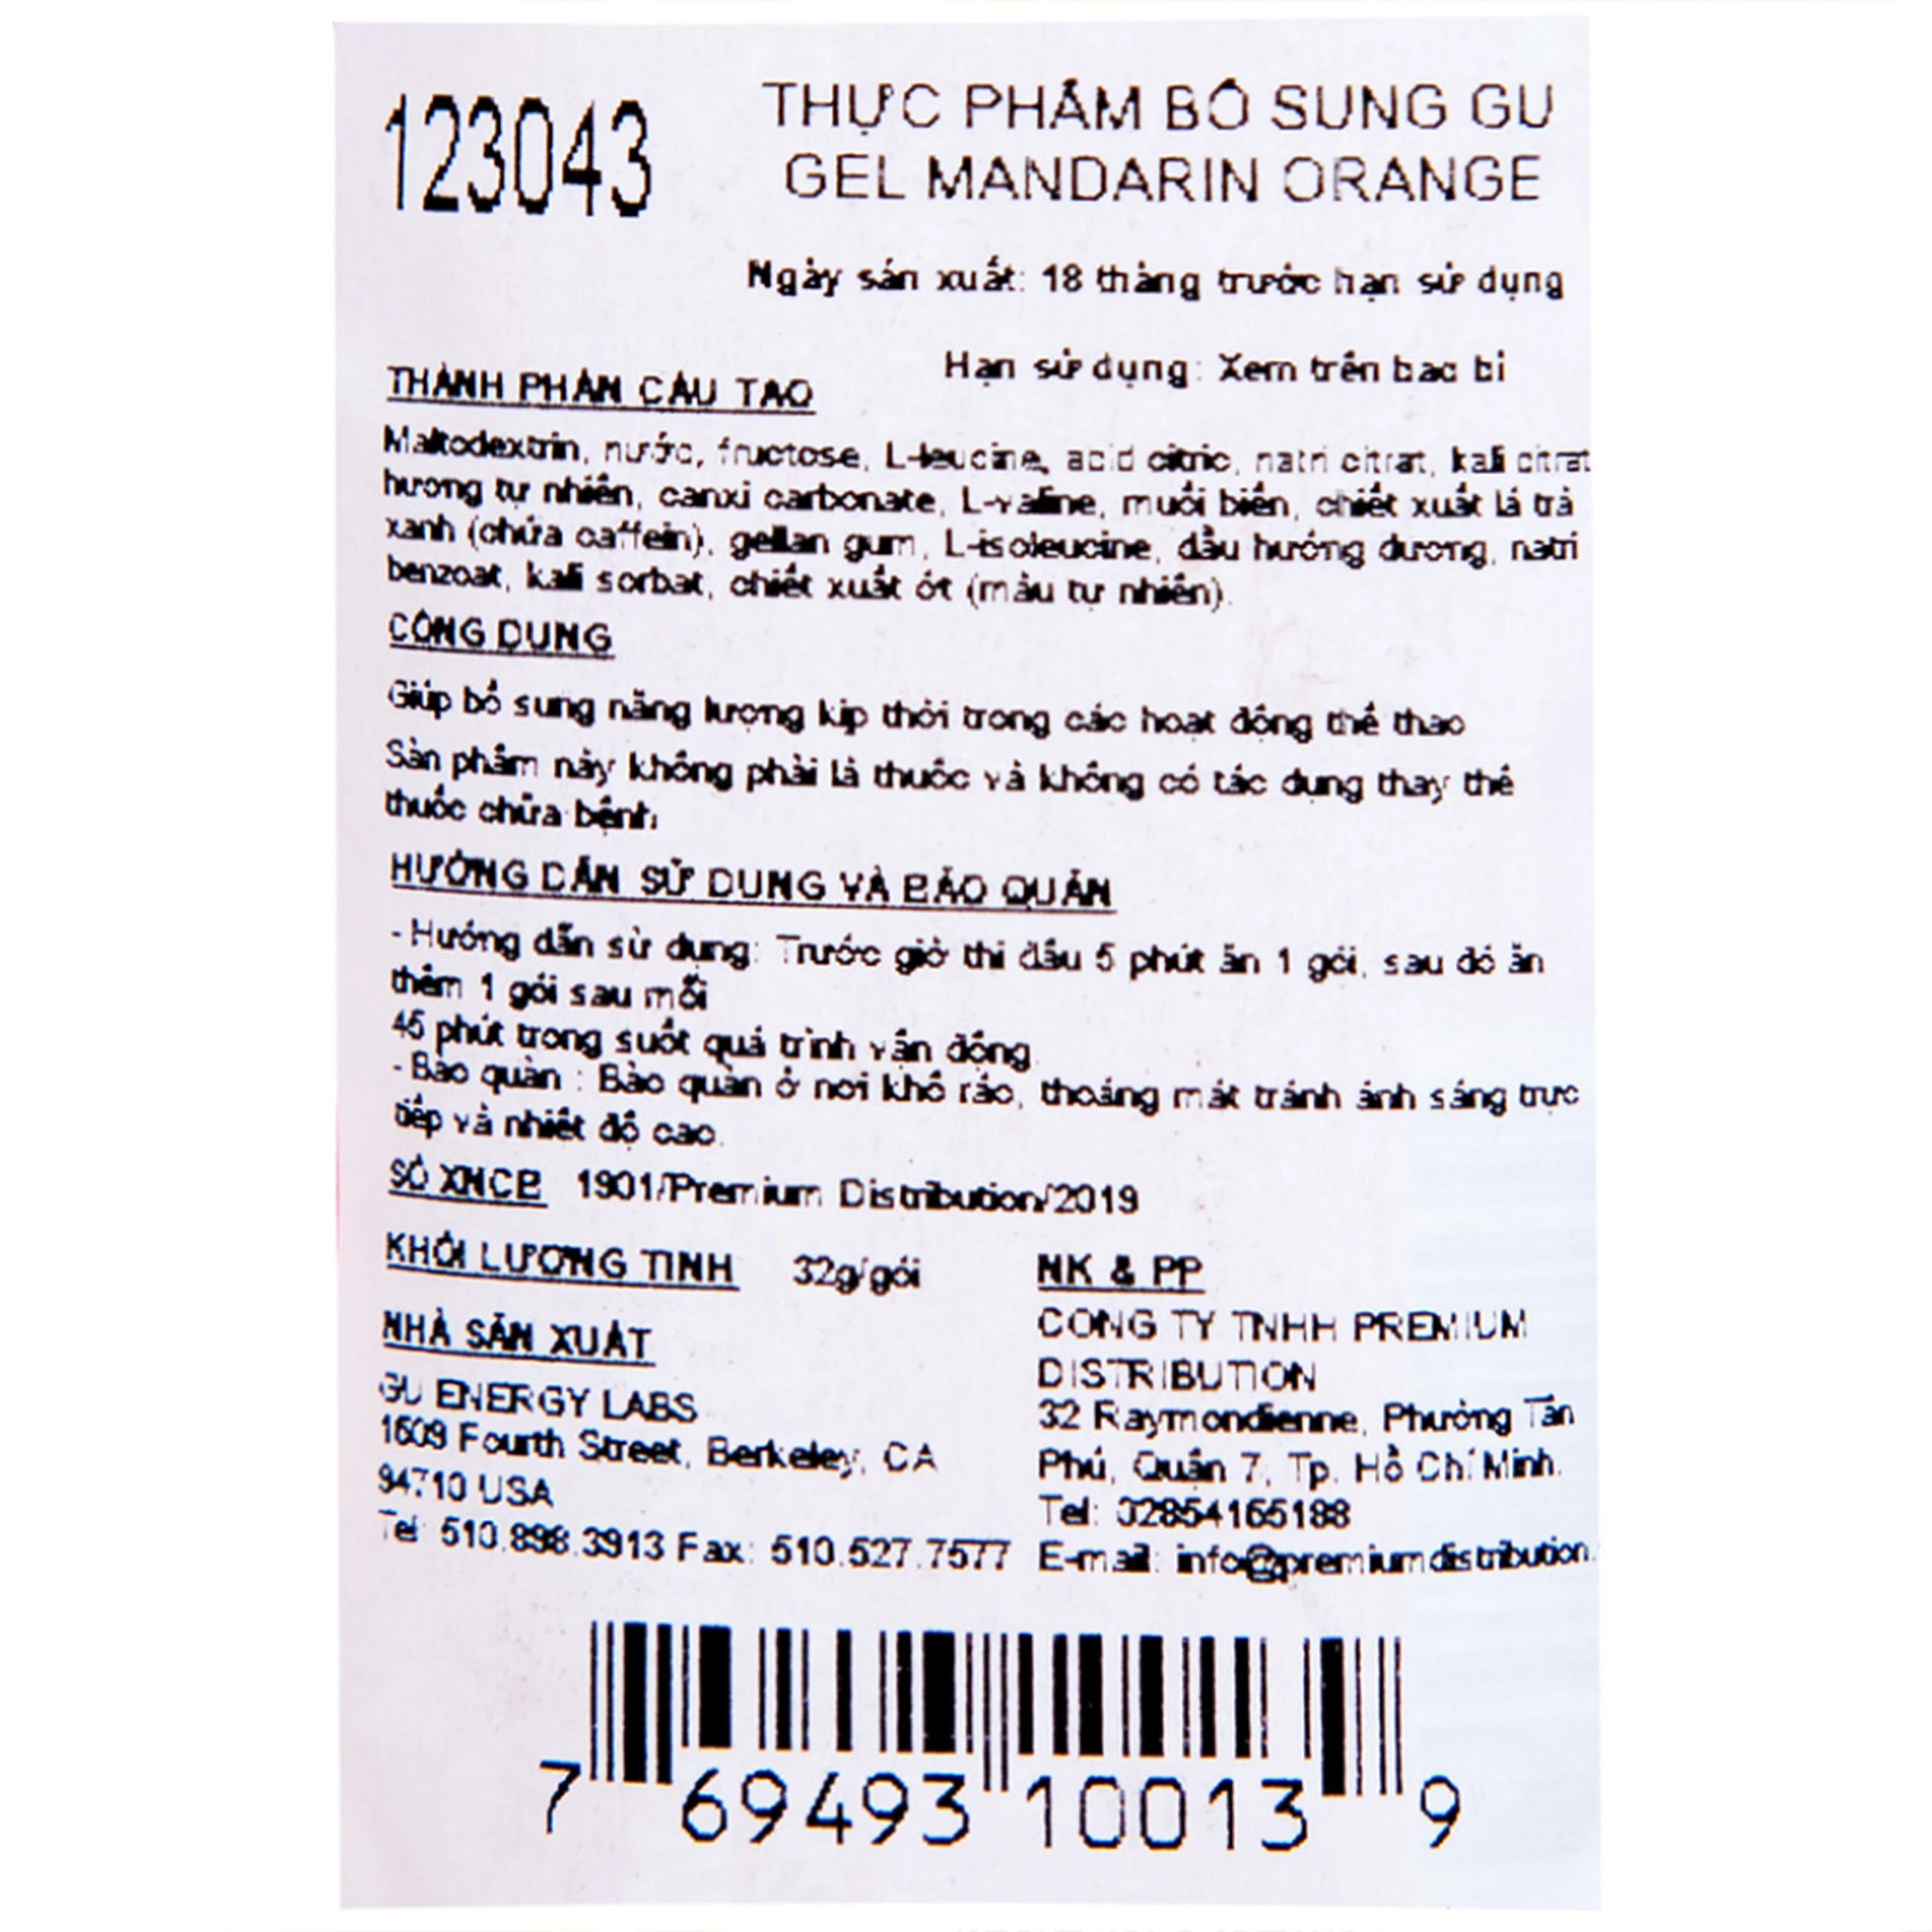 123043
THỰC PHẨM BỔ SUNG GU
GEL MANDARIN ORANGE
Ngày sản xuất: 18 tháng trước hạn sử dụng
Hạn sử dụng: Xem trên bao bì
THÀNH PHẦN CẤU TẠO
Maltodextrin, nước, fructose, L-leucine, acid citric, natri citrat, kali citrat
hương tự nhiên, canxi carbonate, L-valine, muối biển, chiết xuất lá trà
xanh (chứa caffein), gellan gum, L-isoleucine, dầu hướng dương, natri
benzoat, kali sorbat, chiết xuất ớt (màu tự nhiên).
CÔNG DỤNG
Giúp bổ sung năng lượng kịp thời trong các hoạt động thể thao
Sản phẩm này không phải là thuốc và không có tác dụng thay thế
thuốc chữa bệnh
HƯỚNG DẪN SỬ DỤNG VÀ BẢO QUẢN
- Hướng dẫn sử dụng: Trước giờ thi đấu 5 phút ăn 1 gói, sau đó ăn
thêm 1 gói sau mỗi
45 phút trong suốt quá trình vận động.
- Bảo quản : Bảo quản ở nơi khô ráo, thoáng mát tránh ánh sáng trực
tiếp và nhiệt độ cao.
SỐ XNCB 1901/Premium Distribution/2019
KHỐI LƯỢNG TỊNH 32g/gói
NHÀ SẢN XUẤT
GU ENERGY LABS
1609 Fourth Street, Berkeley, CA
94710 USA
Tel: 510.898.3913 Fax: 510.527.7577
NK & PP
CONG TY TNHH PREMIUM
DISTRIBUTION
32 Raymondienne, Phường Tân
Phú, Quận 7, Tp. Hồ Chí Minh.
Tel: 02854165188
E-mail: info@premiumdistribution.
7 69493 10013 9